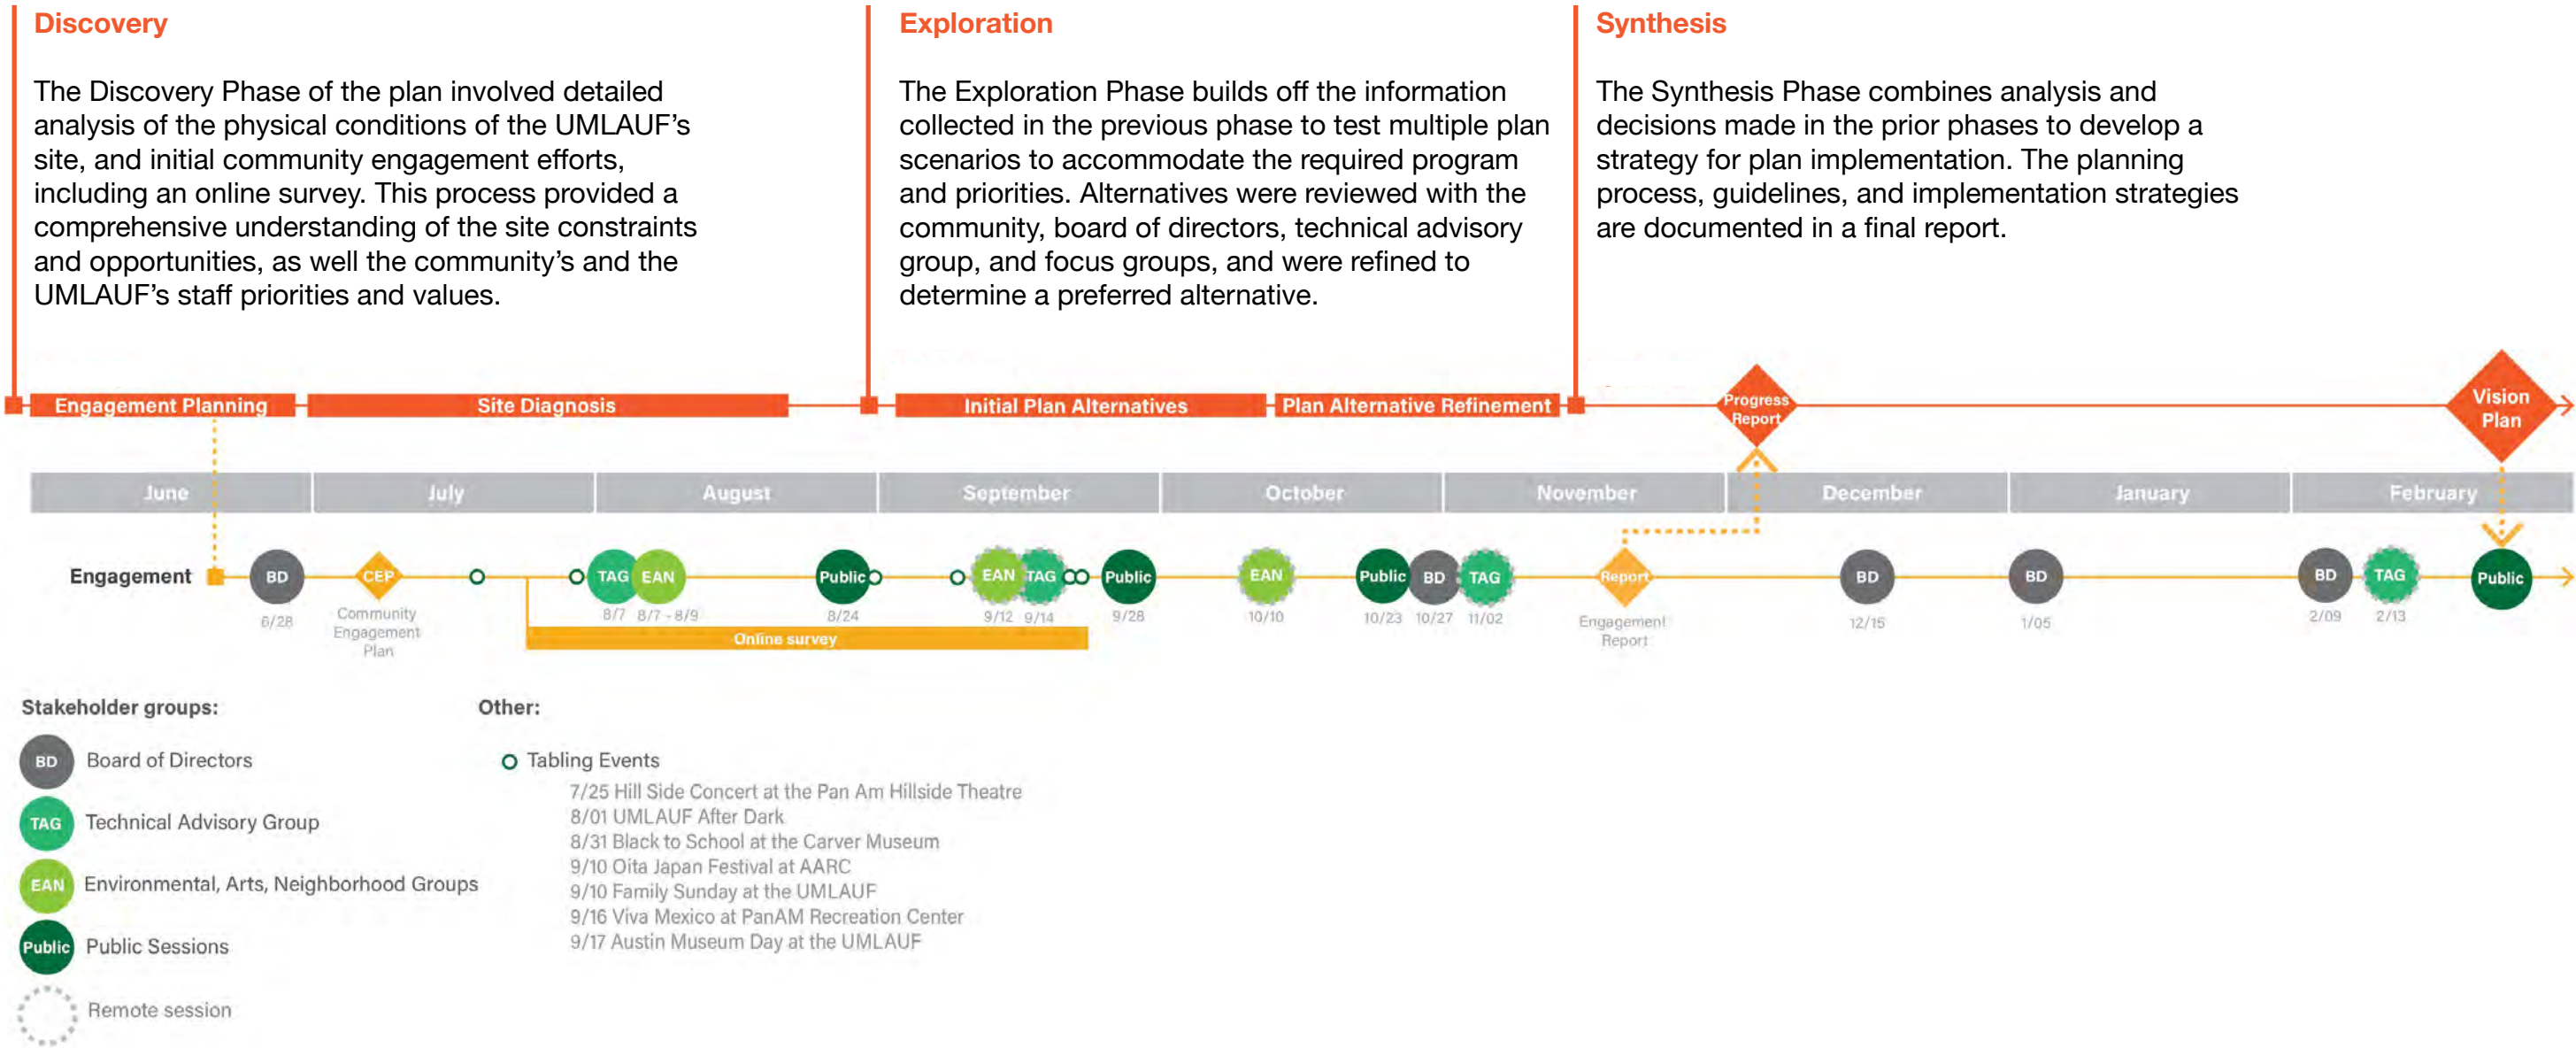 Discovery
The Discovery Phase of the plan involved detailed
analysis of the physical conditions of the UMLAUF’s
site, and initial community engagement efforts,
including an online survey. This process provided a
comprehensive understanding of the site constraints
and opportunities, as well the community’s and the
UMLAUF’s staff priorities and values.
Exploration
The Exploration Phase builds off the information
collected in the previous phase to test multiple plan
scenarios to accommodate the required program
and priorities. Alternatives were reviewed with the
community, board of directors, technical advisory
group, and focus groups, and were refined to
determine a preferred alternative.
Synthesis
The Synthesis Phase combines analysis and
decisions made in the prior phases to develop a
strategy for plan implementation. The planning
process, guidelines, and implementation strategies
are documented in a final report.
Engagement Planning
Site Diagnosis
Initial Plan Alternatives
Plan Alternative Refinement
Progress
Report
Vision
Plan
June
July
August
September
October
November
December
January
February
Engagement
BD
6/28
CEP
Community
Engagement
Plan
TAG
8/7
EAN
8/7 - 8/9
Public
8/24
EAN
9/12
TAG
9/14
Public
9/28
EAN
10/10
Public
10/23
BD
10/27
TAG
11/02
Report
Engagement
Report
BD
12/15
BD
1/05
BD
2/09
TAG
2/13
Public
Online survey
Stakeholder groups:
BD Board of Directors
TAG Technical Advisory Group
EAN Environmental, Arts, Neighborhood Groups
Public Public Sessions
Remote session
Other:
Tabling Events
7/25 Hill Side Concert at the Pan Am Hillside Theatre
8/01 UMLAUF After Dark
8/31 Black to School at the Carver Museum
9/10 Oita Japan Festival at AARC
9/10 Family Sunday at the UMLAUF
9/16 Viva Mexico at PanAM Recreation Center
9/17 Austin Museum Day at the UMLAUF